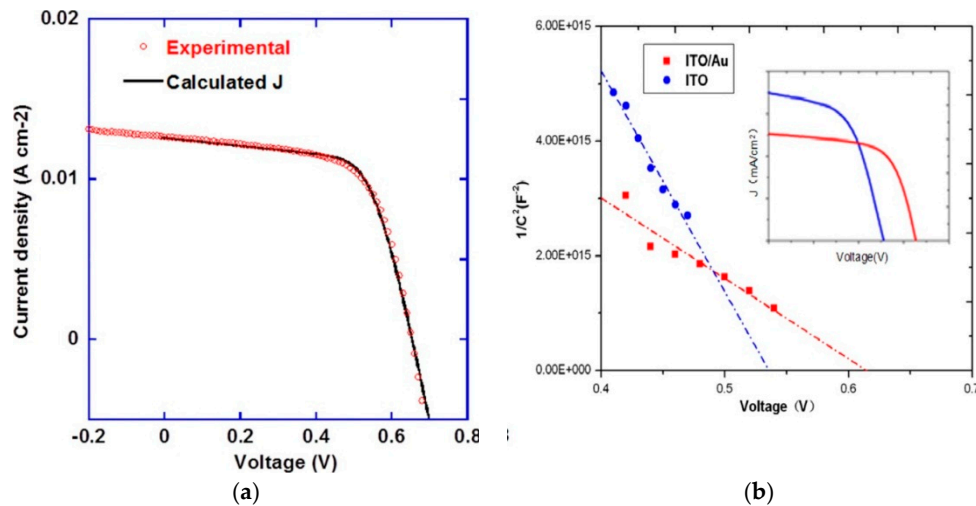 0.02
Experimental
Calculated J
0.01
0
Current density (A cm-2)
-0.2 0 0.2 0.4 0.6 0.8
Voltage (V)
(a)
6.00E+015
4.00E+015
2.00E+015
0.00E+000
1/C²(F⁻²)
ITO/Au
ITO
J (mA/cm²)
Voltage(V)
0.4 0.5 0.6 0.7
Voltage (V)
(b)